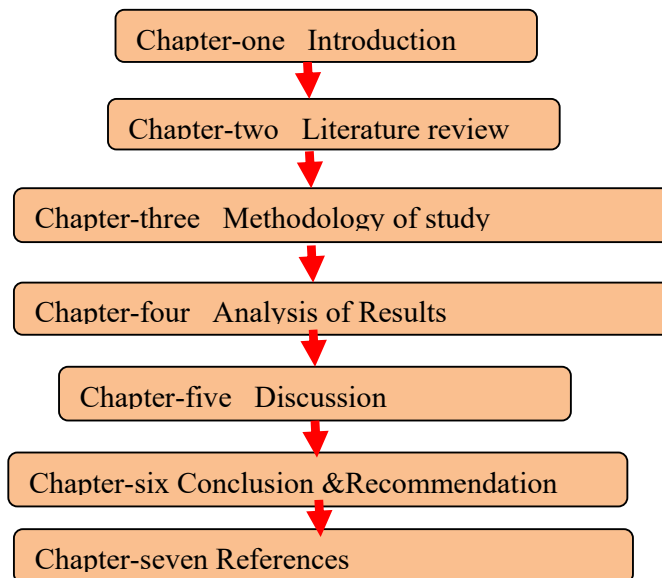 Chapter-one Introduction
Chapter-two Literature review
Chapter-three Methodology of study
Chapter-four Analysis of Results
Chapter-five Discussion
Chapter-six Conclusion &Recommendation
Chapter-seven References